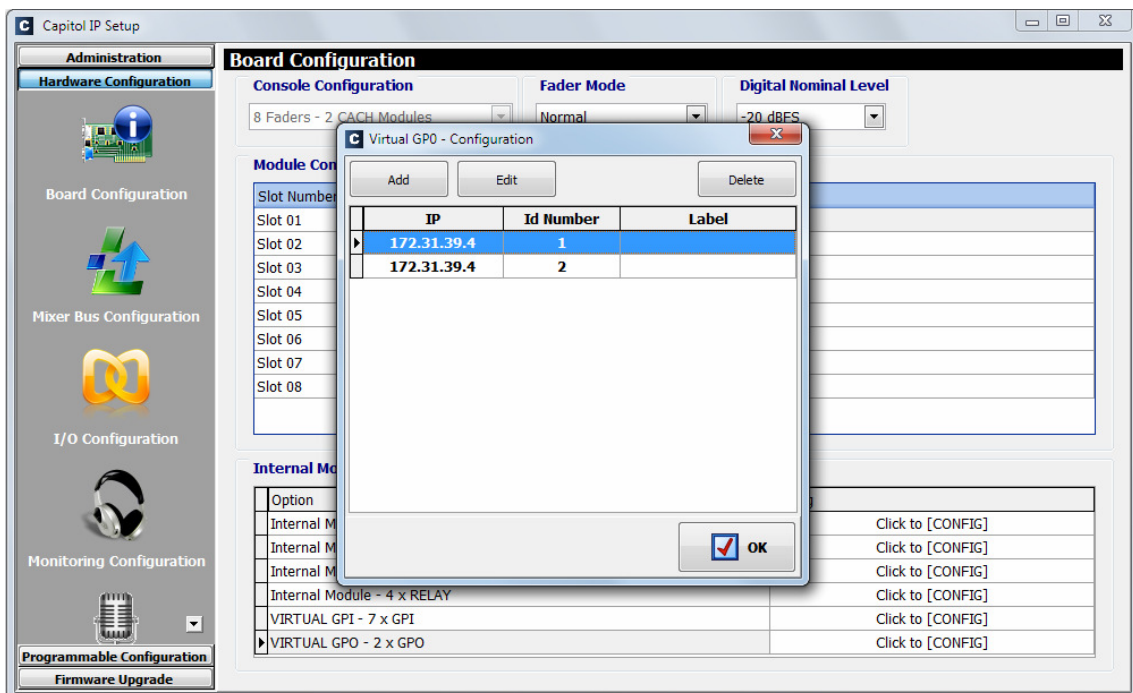 Capitol IP Setup
Administration
Hardware Configuration
Board Configuration
Mixer Bus Configuration
I/O Configuration
Monitoring Configuration
Programmable Configuration
Firmware Upgrade
Board Configuration
Console Configuration Fader Mode Digital Nominal Level
8 Faders - 2 CACH Modules Normal -20 dBFS
Module Con
Slot Number
Slot 01
Slot 02
Slot 03
Slot 04
Slot 05
Slot 06
Slot 07
Slot 08
Virtual GPO - Configuration
Add Edit Delete
IP Id Number Label
172.31.39.4 1
172.31.39.4 2
OK
Internal Mo
Option
Internal M Click to [CONFIG]
Internal M Click to [CONFIG]
Internal M Click to [CONFIG]
Internal Module - 4 x RELAY Click to [CONFIG]
VIRTUAL GPI - 7 x GPI Click to [CONFIG]
VIRTUAL GPO - 2 x GPO Click to [CONFIG]